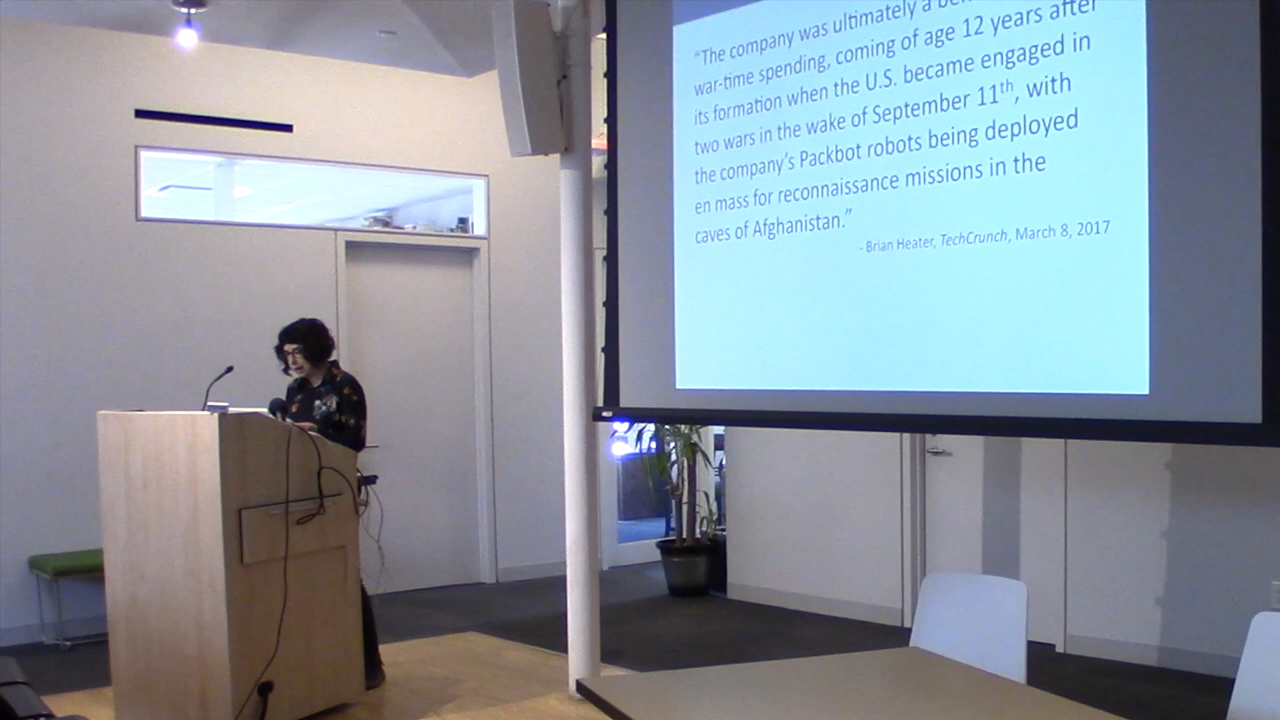 “The company was ultimately a
war-time spending, coming of age 12 years after
its formation when the U.S. became engaged in
two wars in the wake of September 11th, with
the company’s Packbot robots being deployed
en mass for reconnaissance missions in the
caves of Afghanistan.”
- Brian Heater, TechCrunch, March 8, 2017